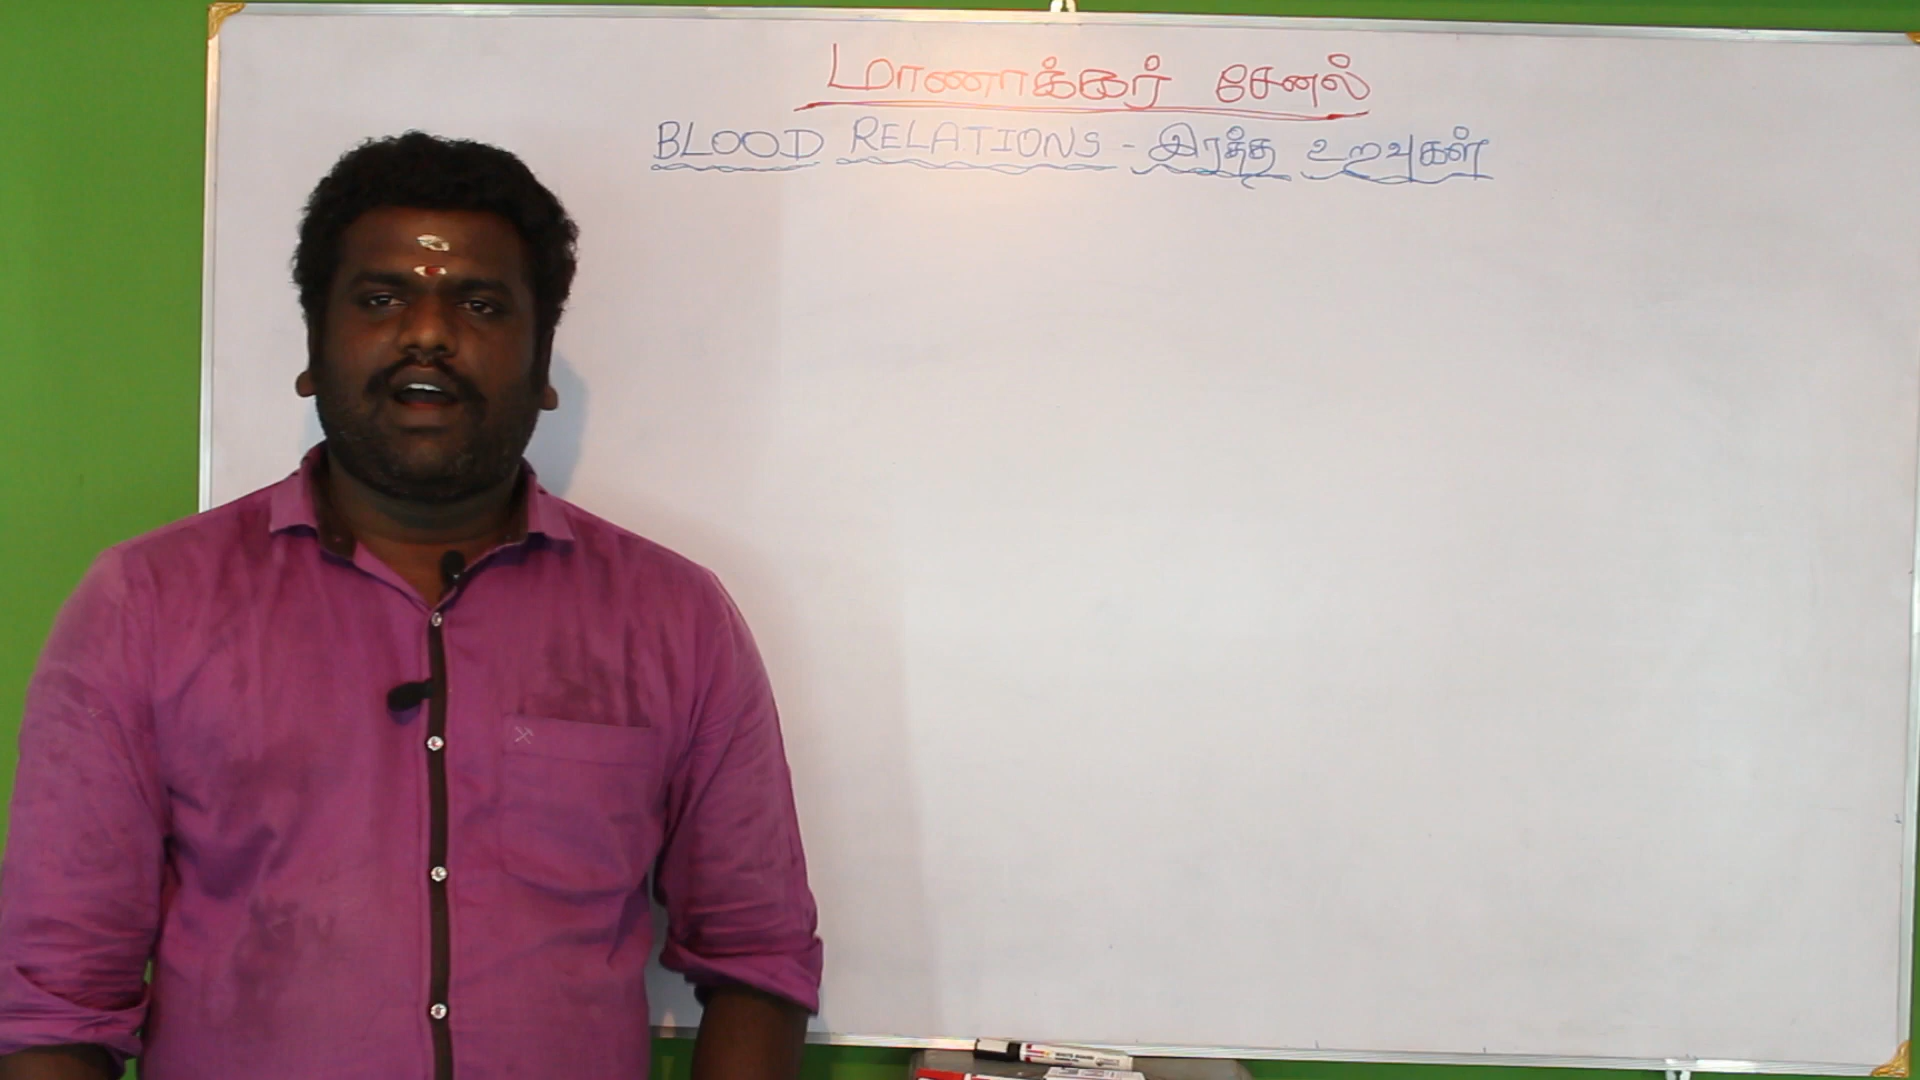 மாணாக்கர் சேனல்
BLOOD RELATIONS - இரத்த உறவுகள்